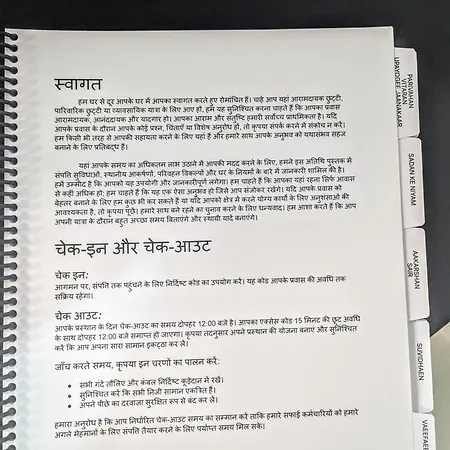 स्वागत
हम घर से दूर आपके घर में आपका स्वागत करते हुए रोमांचित हैं। चाहे आप यहां आरामदायक छुट्टी,
पारिवारिक छुट्टी या व्यावसायिक यात्रा के लिए आए हों, हम यह सुनिश्चित करना चाहते हैं कि आपका प्रवास
आरामदायक, आनंददायक और यादगार हो। आपका आराम और संतुष्टि हमारी सर्वोच्च प्राथमिकता है। यदि
आपके प्रवास के दौरान आपके कोई प्रश्न, चिंताएँ या विशेष अनुरोध हों, तो कृपया संपर्क करने में संकोच न करें।
हम किसी भी तरह से आपकी सहायता करने के लिए यहां हैं और हमारे साथ आपके अनुभव को यथासंभव सहज
बनाने के लिए प्रतिबद्ध हैं।
यहां आपके समय का अधिकतम लाभ उठाने में आपकी मदद करने के लिए, हमने इस अतिथि पुस्तक में
संपत्ति सुविधाओं, स्थानीय आकर्षणों, परिवहन विकल्पों और घर के नियमों के बारे में जानकारी शामिल की है।
हमें उम्मीद है कि आपको यह उपयोगी और जानकारीपूर्ण लगेगा। हम चाहते हैं कि आपका यहां रहना सिर्फ आवास
से कहीं अधिक हो; हम चाहते हैं कि यह एक ऐसा अनुभव हो जिसे आप संजोकर रखेंगे। यदि आपके प्रवास को
बेहतर बनाने के लिए हम कुछ भी कर सकते हैं या यदि आपको क्षेत्र में करने योग्य कार्यों के लिए अनुशंसाओं की
आवश्यकता है, तो कृपया पूछें। हमारे साथ बने रहने का चुनाव करने के लिए धन्यवाद। हम आशा करते हैं कि आप
अपनी यात्रा के दौरान बहुत अच्छा समय बिताएंगे और स्थायी यादें बनाएंगे।
चेक-इन और चेक-आउट
चेक इन:
आगमन पर, संपत्ति तक पहुंचने के लिए निर्दिष्ट कोड का उपयोग करें। यह कोड आपके प्रवास की अवधि तक
सक्रिय रहेगा।
चेक आउट:
आपके प्रस्थान के दिन चेक-आउट का समय दोपहर 12:00 बजे है। आपका एक्सेस कोड 15 मिनट की छूट अवधि
के साथ दोपहर 12:00 बजे समाप्त हो जाएगा। कृपया तदनुसार अपने प्रस्थान की योजना बनाएं और सुनिश्चित
करें कि आप अपना सारा सामान इकट्ठा कर लें।
जाँच करते समय, कृपया इन चरणों का पालन करें:
• सभी गंदे तौलिए और कंबल निर्दिष्ट कूड़ेदान में रखें।
• सुनिश्चित करें कि सभी निजी सामान एकत्रित हैं।
• अपने पीछे का दरवाजा सुरक्षित रूप से बंद कर लें।
हमारा अनुरोध है कि आप निर्धारित चेक-आउट समय का सम्मान करें ताकि हमारे सफाई कर्मचारियों को हमारे
अगले मेहमानों के लिए संपत्ति तैयार करने के लिए पर्याप्त समय मिल सके।
PARIVAHAN
VITARAN
UPAYOGEE JAANAKAAR
SADAN KE NIYAM
AAKARSHAN
SAIR
SUVIDHAEN